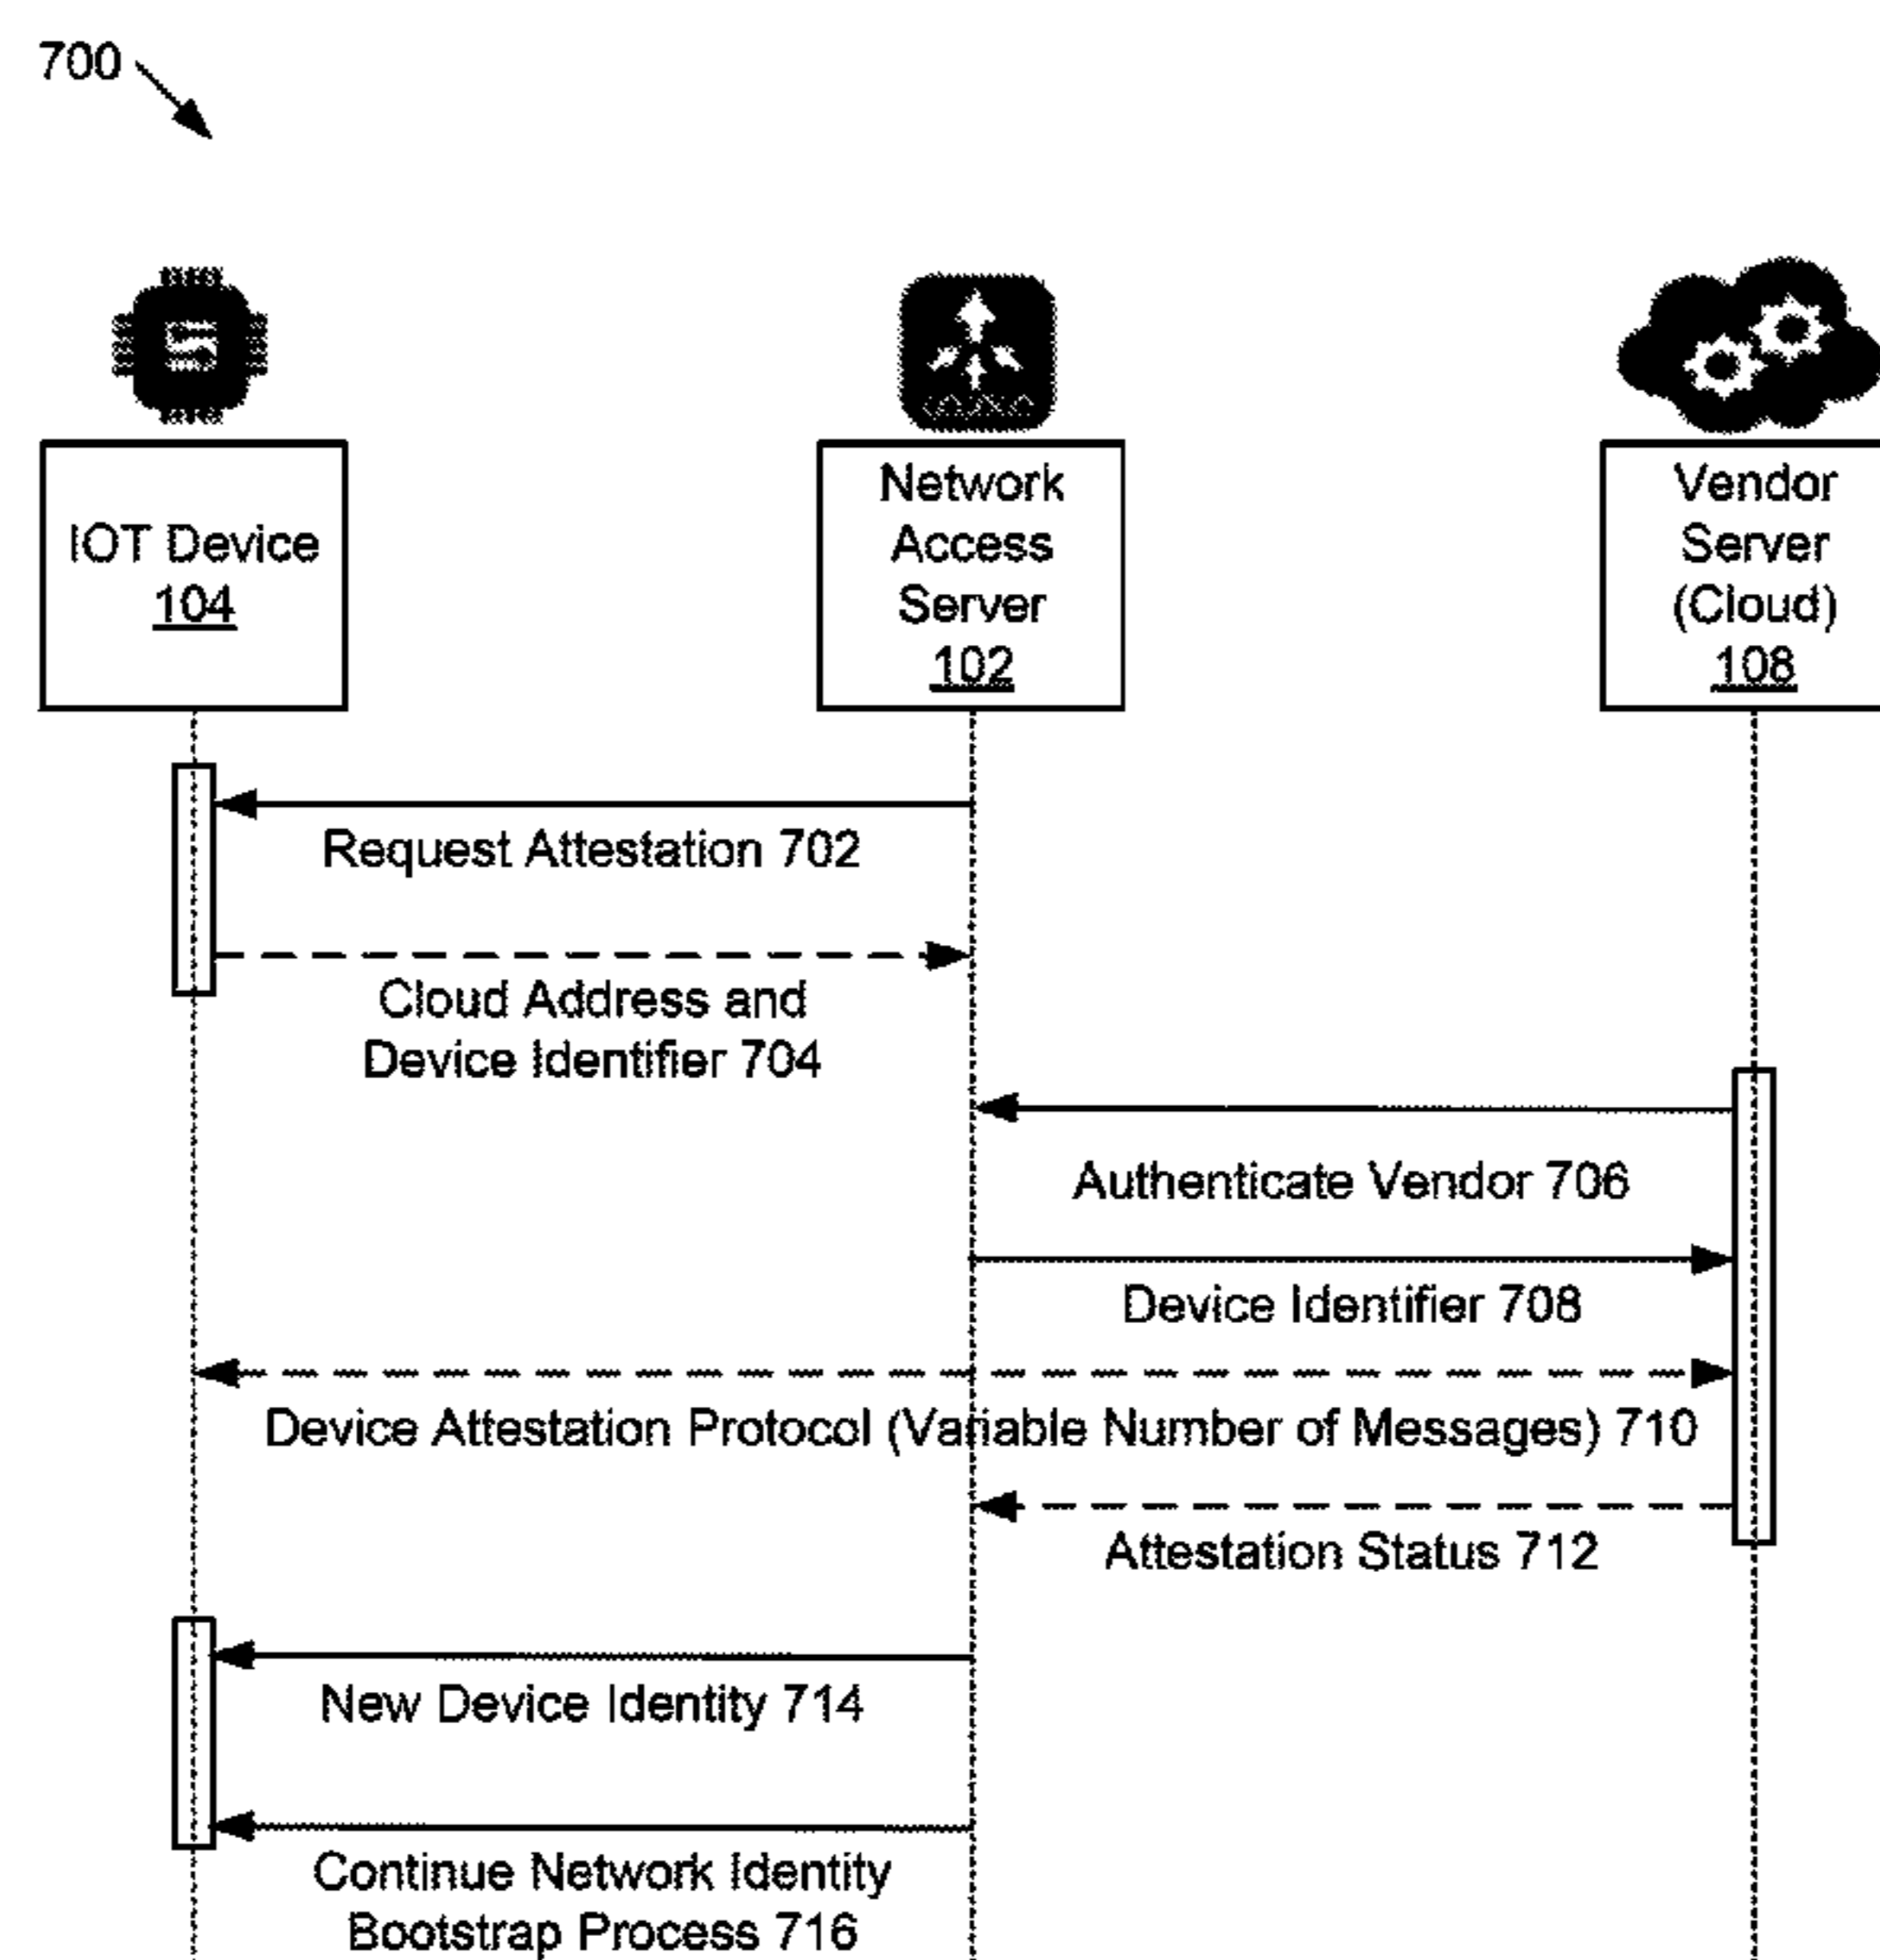 700
IOT Device
104
Network
Access
Server
102
Vendor
Server
(Cloud)
108
Request Attestation 702
Cloud Address and
Device Identifier 704
Authenticate Vendor 706
Device Identifier 708
Device Attestation Protocol (Variable Number of Messages) 710
Attestation Status 712
New Device Identity 714
Continue Network Identity
Bootstrap Process 716